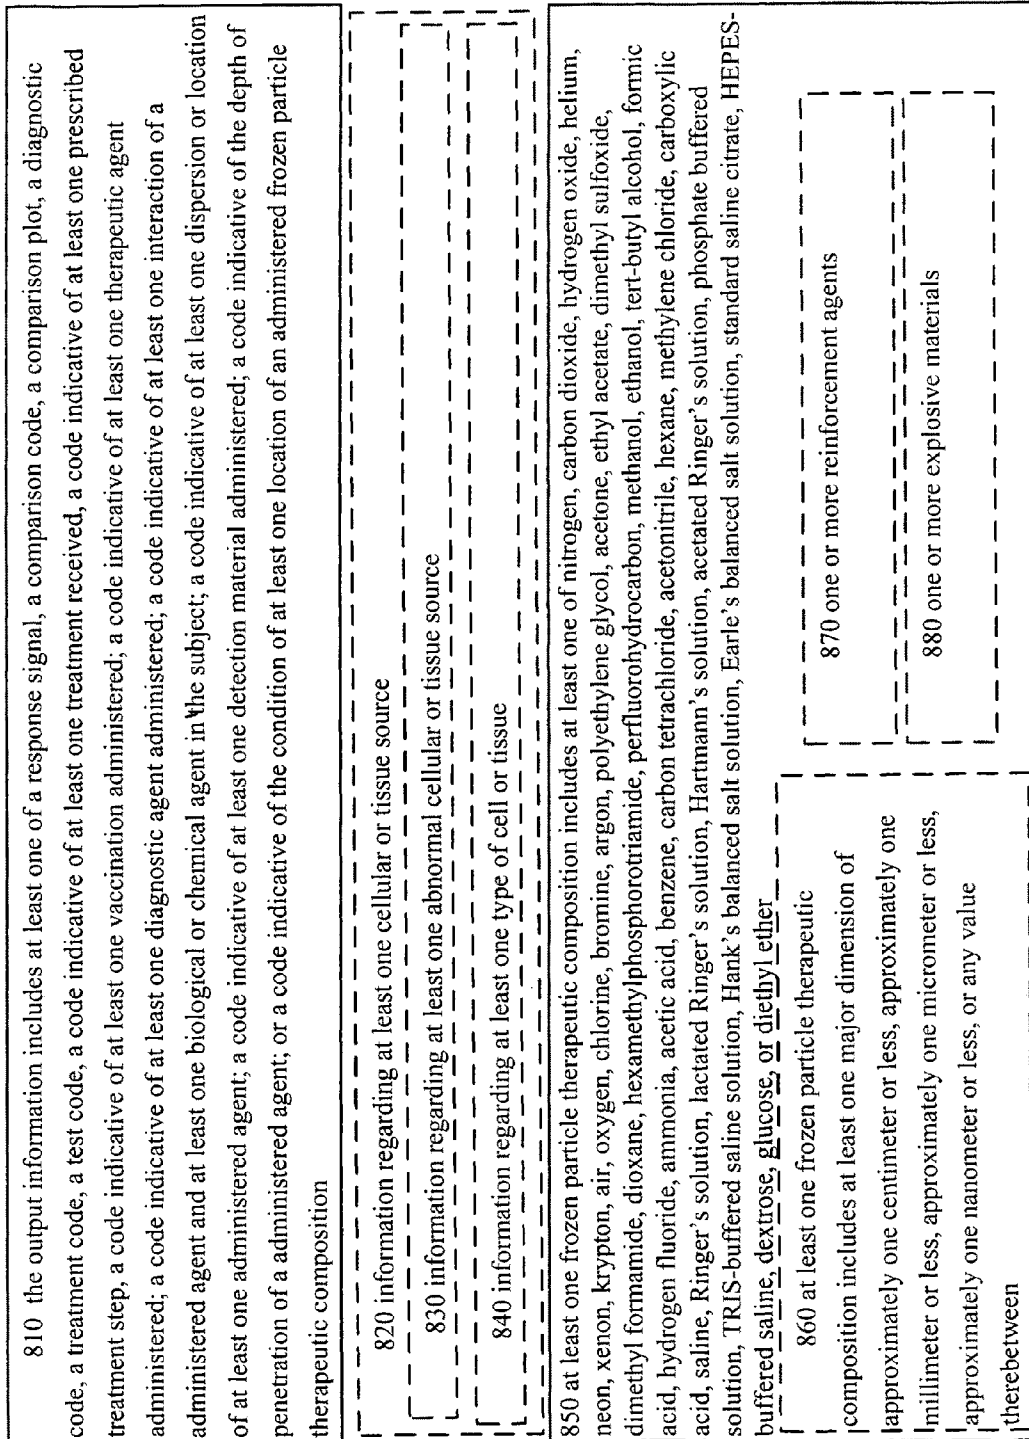 810 the output information includes at least one of a response signal, a comparison code, a comparison plot, a diagnostic
code, a treatment code, a test code, a code indicative of at least one treatment received, a code indicative of at least one prescribed
treatment step, a code indicative of at least one vaccination administered; a code indicative of at least one therapeutic agent
administered; a code indicative of at least one diagnostic agent administered; a code indicative of at least one interaction of a
administered agent and at least one biological or chemical agent in the subject; a code indicative of at least one dispersion or location
of at least one administered agent; a code indicative of at least one detection material administered; a code indicative of the depth of
penetration of a administered agent; or a code indicative of the condition of at least one location of an administered frozen particle
therapeutic composition
820 information regarding at least one cellular or tissue source
830 information regarding at least one abnormal cellular or tissue source
840 information regarding at least one type of cell or tissue
850 at least one frozen particle therapeutic composition includes at least one of nitrogen, carbon dioxide, hydrogen oxide, helium,
neon, xenon, krypton, air, oxygen, chlorine, bromine, argon, polyethylene glycol, acetone, ethyl acetate, dimethyl sulfoxide,
dimethyl formamide, dioxane, hexamethylphosphorotriamide, perfluorohydrocarbon, methanol, ethanol, tert-butyl alcohol, formic
acid, hydrogen fluoride, ammonia, acetic acid, benzene, carbon tetrachloride, acetonitrile, hexane, methylene chloride, carboxylic
acid, saline, Ringer's solution, lactated Ringer's solution, Hartmann's solution, acetated Ringer's solution, phosphate buffered
solution, TRIS-buffered saline solution, Hank's balanced salt solution, Earle's balanced salt solution, standard saline citrate, HEPES-
buffered saline, dextrose, glucose, or diethyl ether
860 at least one frozen particle therapeutic
composition includes at least one major dimension of
approximately one centimeter or less, approximately one
millimeter or less, approximately one micrometer or less,
approximately one nanometer or less, or any value
therebetween
870 one or more reinforcement agents
880 one or more explosive materials